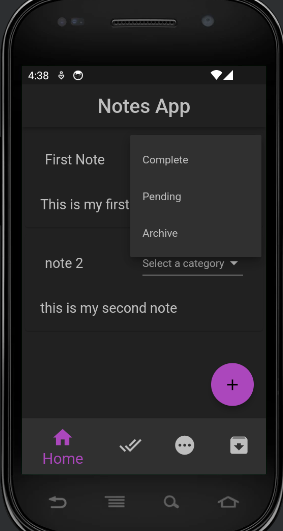 4:38
Notes App
First Note
Complete
Pending
This is my first
Archive
note 2
Select a category
this is my second note
+
Home